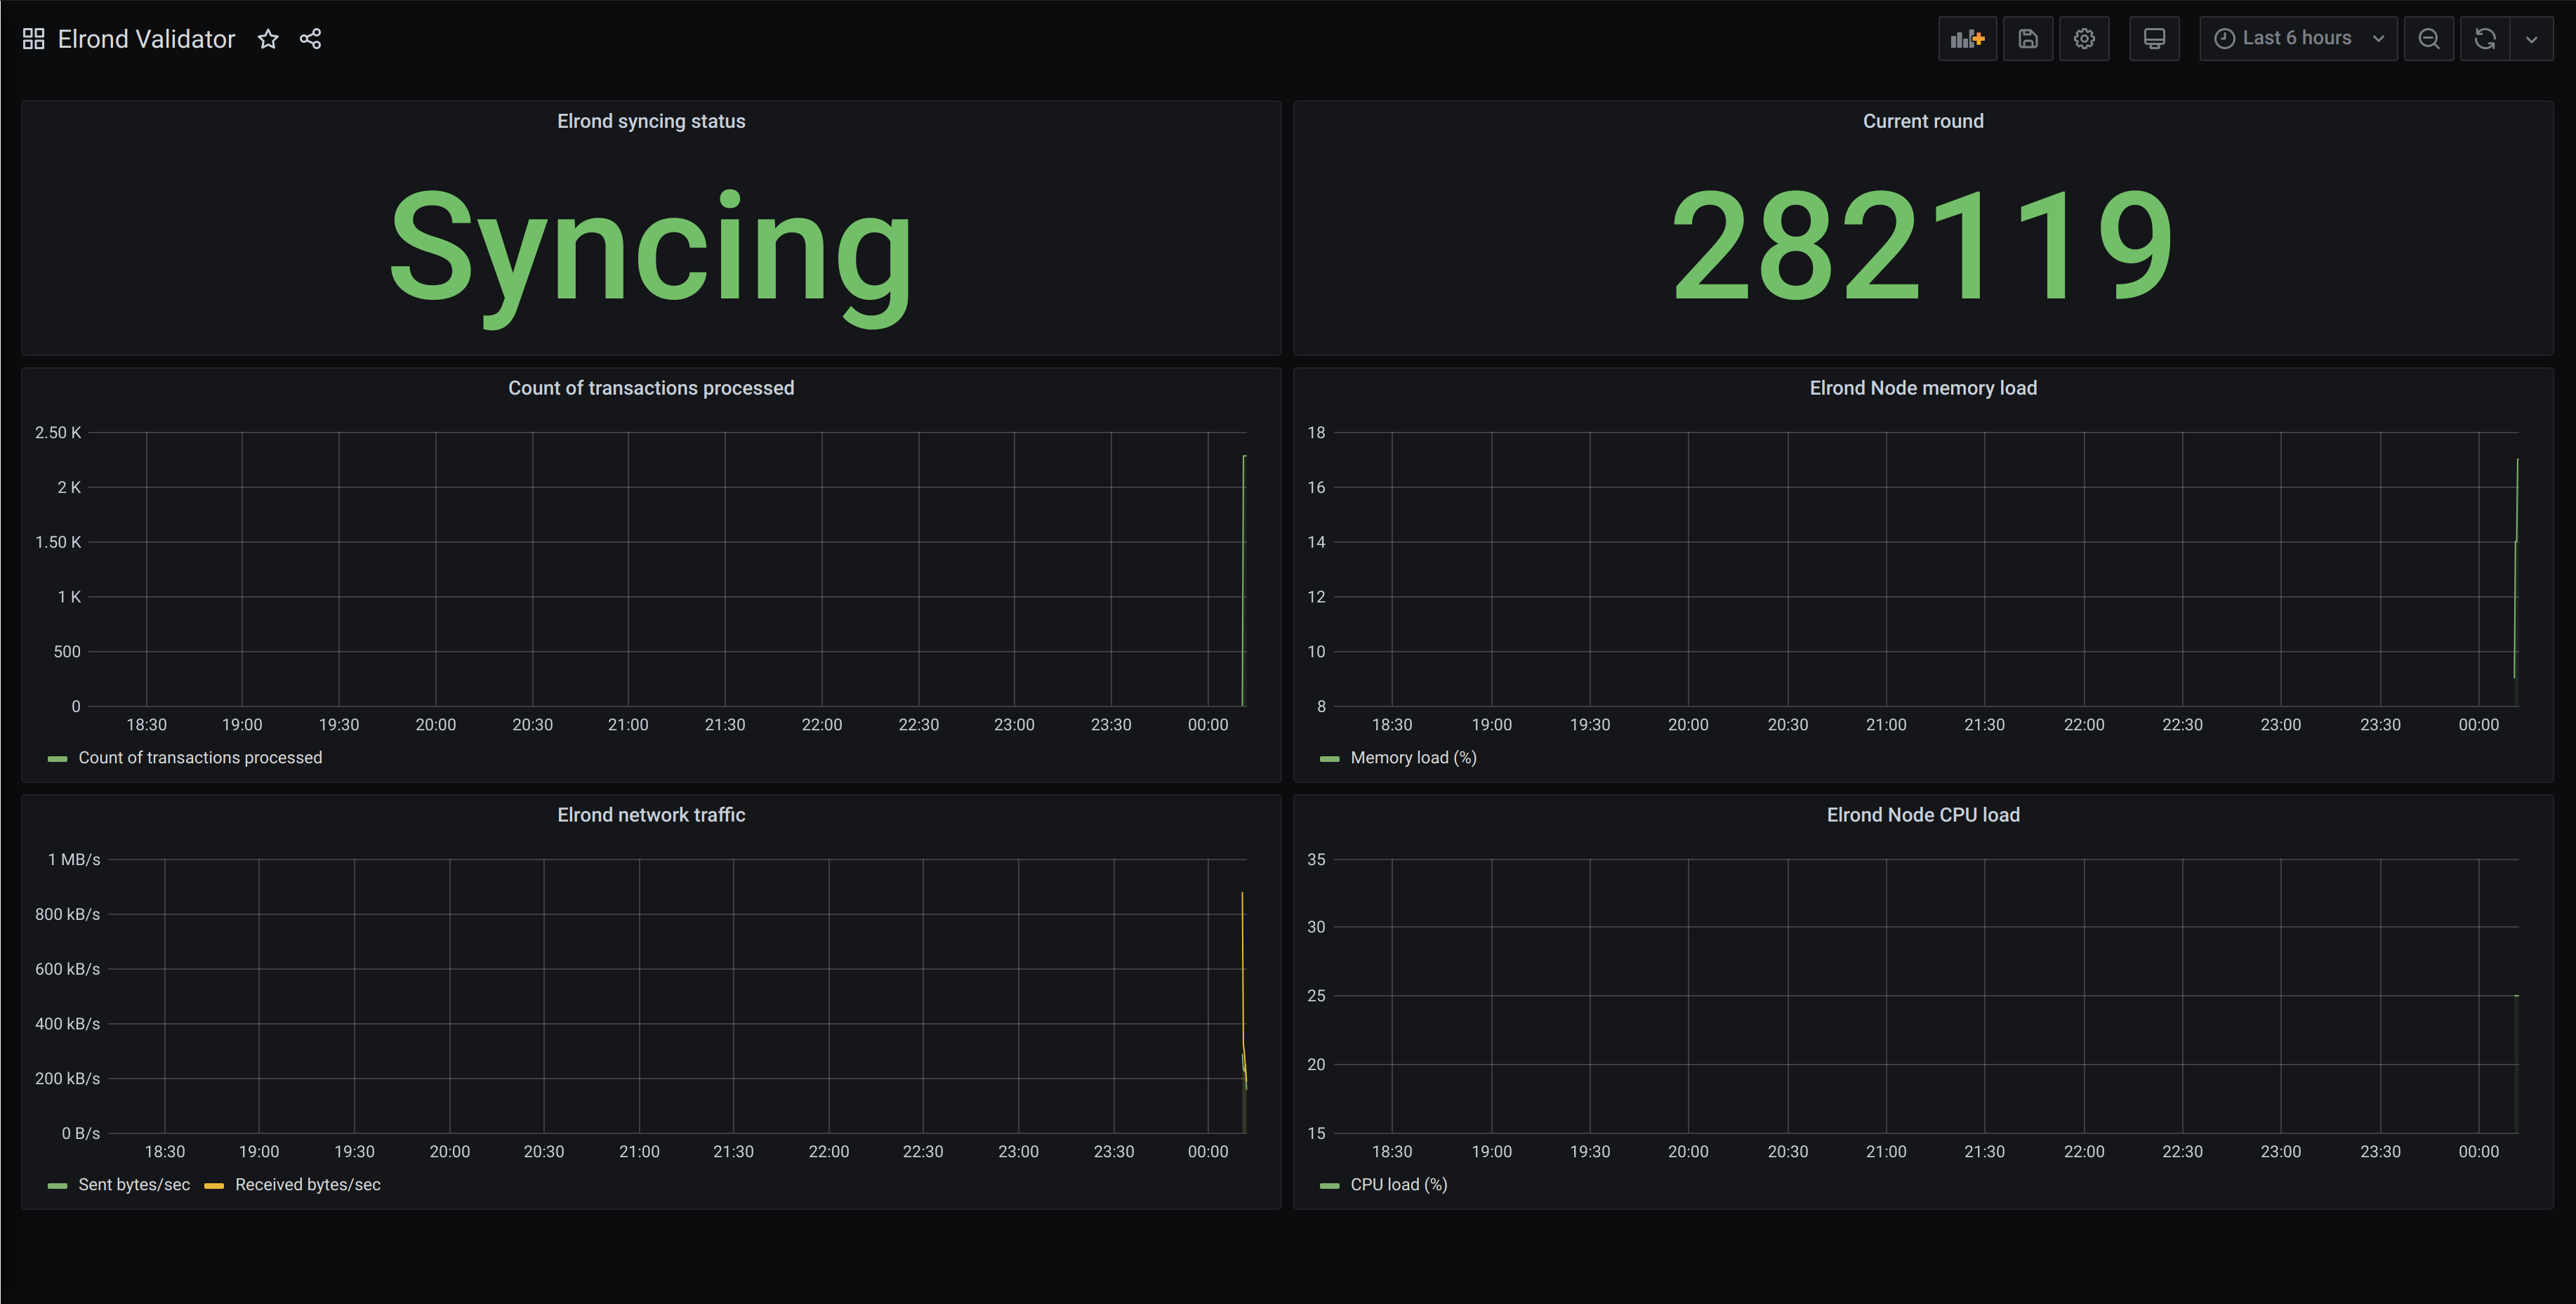 Elrond Validator
Last 6 hours
Elrond syncing status
Syncing
Current round
282119
Count of transactions processed
2.50 K
2 K
1.50 K
1 K
500
0
18:30 19:00 19:30 20:00 20:30 21:00 21:30 22:00 22:30 23:00 23:30 00:00
Count of transactions processed
Elrond Node memory load
18
16
14
12
10
8
18:30 19:00 19:30 20:00 20:30 21:00 21:30 22:00 22:30 23:00 23:30 00:00
Memory load (%)
Elrond network traffic
1 MB/s
800 kB/s
600 kB/s
400 kB/s
200 kB/s
0 B/s
18:30 19:00 19:30 20:00 20:30 21:00 21:30 22:00 22:30 23:00 23:30 00:00
Sent bytes/sec Received bytes/sec
Elrond Node CPU load
35
30
25
20
15
18:30 19:00 19:30 20:00 20:30 21:00 21:30 22:00 22:30 23:00 23:30 00:00
CPU load (%)